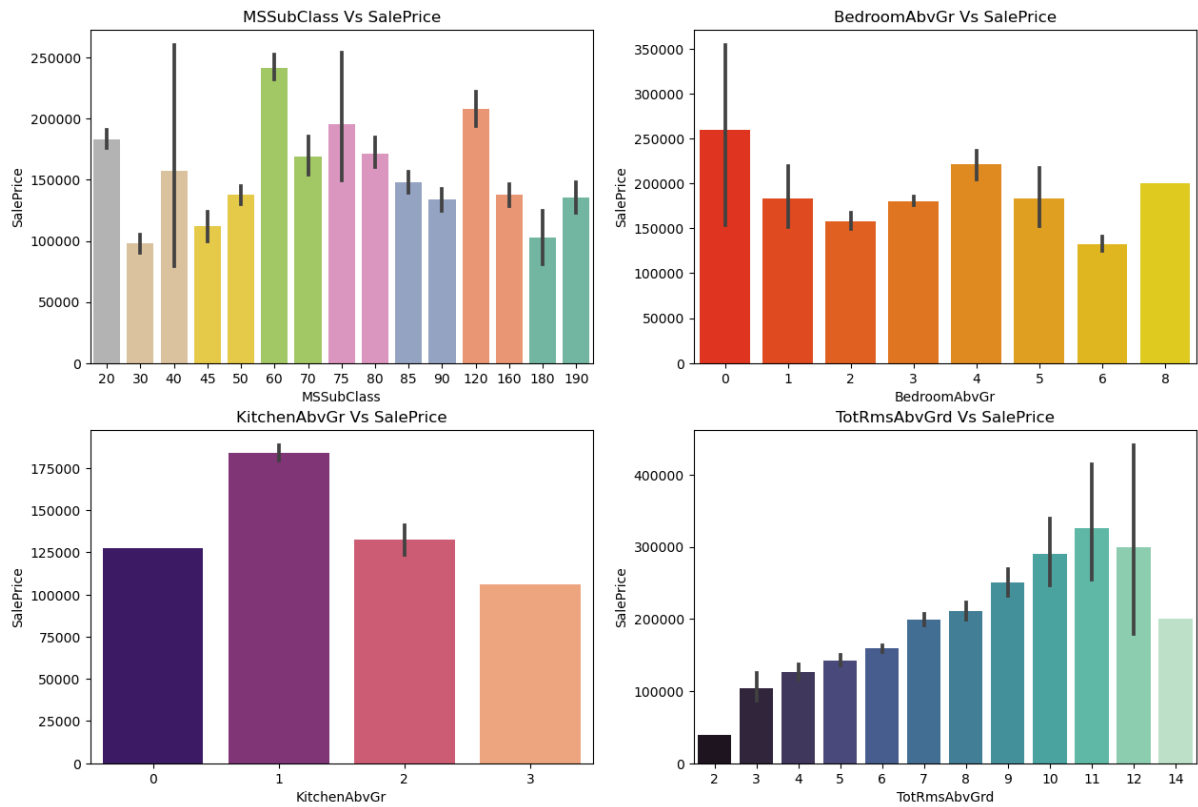 MSSubClass Vs SalePrice
SalePrice
250000
200000
150000
100000
50000
0
20 30 40 45 50 60 70 75 80 85 90 120 160 180 190
MSSubClass
BedroomAbvGr Vs SalePrice
SalePrice
350000
300000
250000
200000
150000
100000
50000
0
0 1 2 3 4 5 6 8
BedroomAbvGr
KitchenAbvGr Vs SalePrice
SalePrice
175000
150000
125000
100000
75000
50000
25000
0
0 1 2 3
KitchenAbvGr
TotRmsAbvGrd Vs SalePrice
SalePrice
400000
300000
200000
100000
0
2 3 4 5 6 7 8 9 10 11 12 14
TotRmsAbvGrd